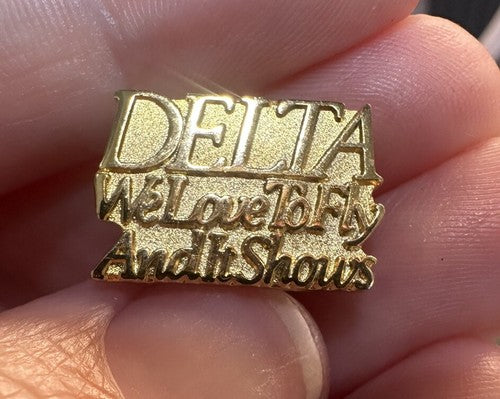 DELTA
We Love To Fly
And It Shows